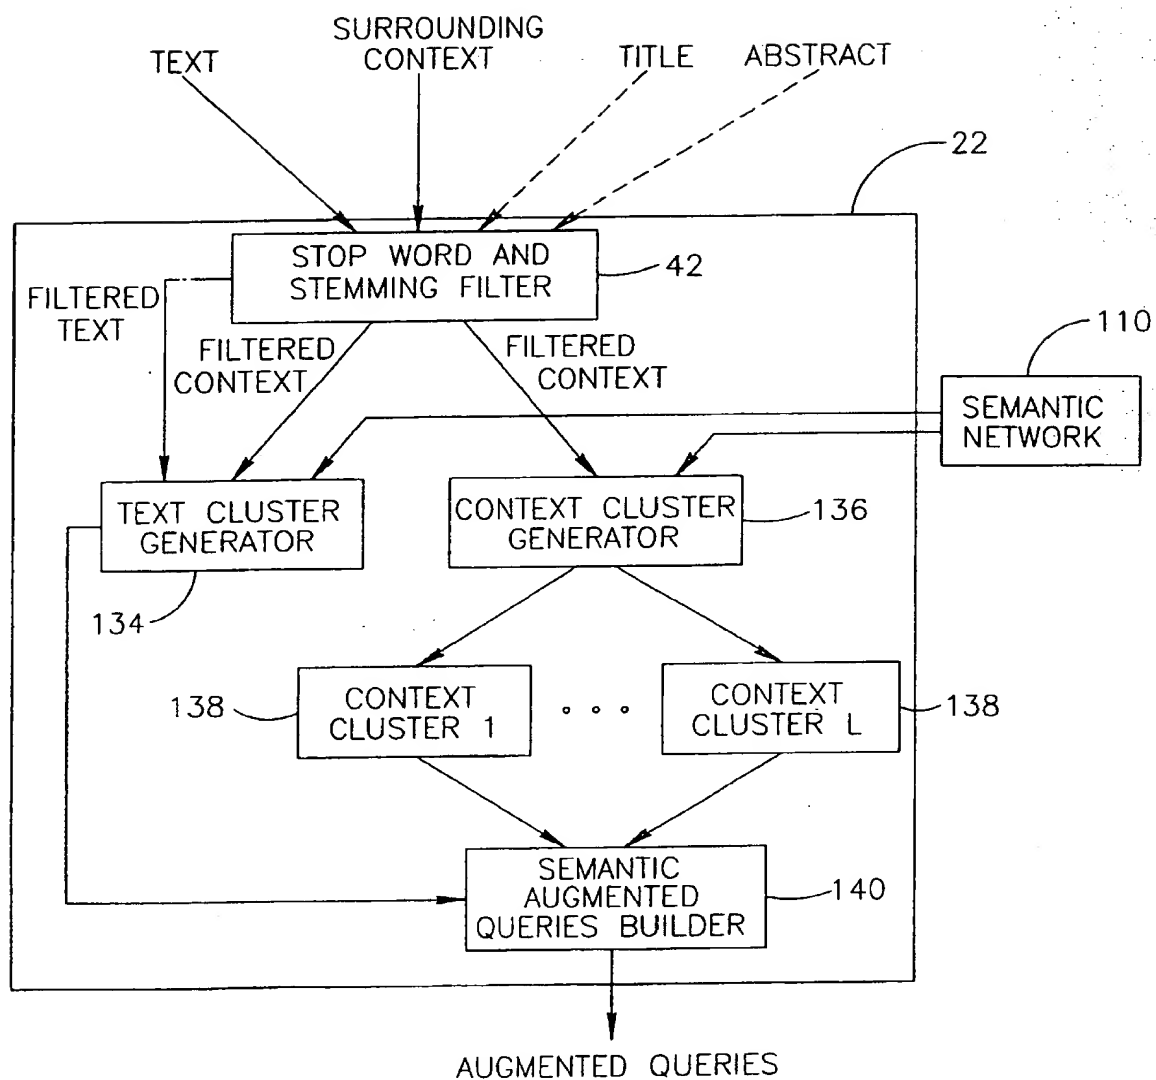 SURROUNDING
TEXT CONTEXT TITLE ABSTRACT
22
STOP WORD AND
STEMMING FILTER
42
FILTERED
TEXT
FILTERED
CONTEXT
FILTERED
CONTEXT
110
SEMANTIC
NETWORK
TEXT CLUSTER
GENERATOR
CONTEXT CLUSTER
GENERATOR
136
134
138
CONTEXT
CLUSTER 1
CONTEXT
CLUSTER L
138
SEMANTIC
AUGMENTED
QUERIES BUILDER
140
AUGMENTED QUERIES